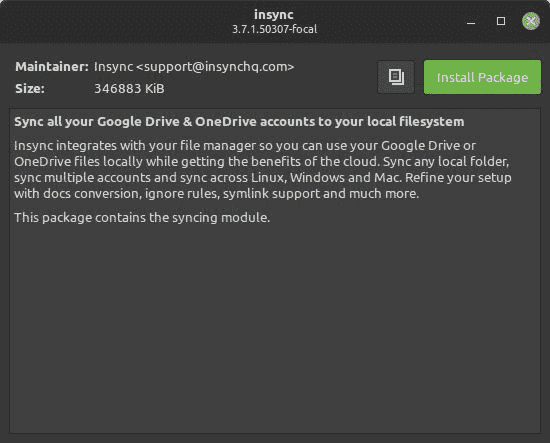 insync
3.7.1.50307-focal
Maintainer: Insync <support@insynchq.com>
Install Package
Size: 346883 KiB
Sync all your Google Drive & OneDrive accounts to your local filesystem
Insync integrates with your file manager so you can use your Google Drive or
OneDrive files locally while getting the benefits of the cloud. Sync any local folder,
sync multiple accounts and sync across Linux, Windows and Mac. Refine your setup
with docs conversion, ignore rules, symlink support and much more.
This package contains the syncing module.